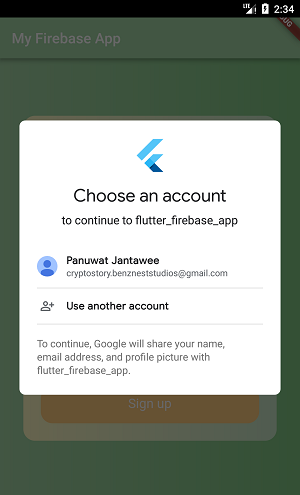 LTE 2:34
My Firebase App
Choose an account
to continue to flutter_firebase_app
Panuwat Jantawee
cryptostory.benzneststudios@gmail.com
Use another account
To continue, Google will share your name,
email address, and profile picture with
flutter_firebase_app.
Sign up